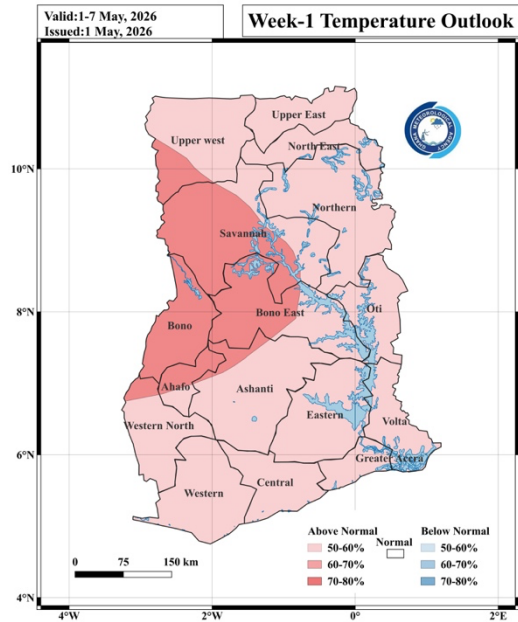 Valid:1-7 May, 2026
Issued:1 May, 2026
Week-1 Temperature Outlook
Upper East
Upper west
North East
GHANA METEOROLOGICAL AGENCY
10°N
Northern
Savannah
8°N
Bono
Bono East
Oti
Ahafo
Ashanti
Eastern
Volta
Western North
6°N
Greater Accra
Western
Central
Above Normal
Normal
Below Normal
50-60%
50-60%
60-70%
60-70%
70-80%
70-80%
0 75 150 km
4°N
4°W
2°W
0°